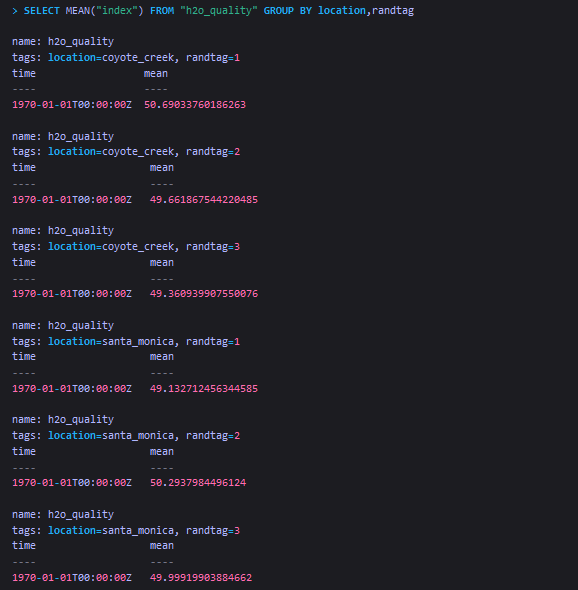 > SELECT MEAN("index") FROM "h2o_quality" GROUP BY location,randtag
name: h2o_quality
tags: location=coyote_creek, randtag=1
time                  mean
----                  ----
1970-01-01T00:00:00Z  50.69033760186263
name: h2o_quality
tags: location=coyote_creek, randtag=2
time                   mean
----                   ----
1970-01-01T00:00:00Z   49.661867544220485
name: h2o_quality
tags: location=coyote_creek, randtag=3
time                   mean
----                   ----
1970-01-01T00:00:00Z   49.360939907550076
name: h2o_quality
tags: location=santa_monica, randtag=1
time                   mean
----                   ----
1970-01-01T00:00:00Z   49.132712456344585
name: h2o_quality
tags: location=santa_monica, randtag=2
time                   mean
----                   ----
1970-01-01T00:00:00Z   50.2937984496124
name: h2o_quality
tags: location=santa_monica, randtag=3
time                   mean
----                   ----
1970-01-01T00:00:00Z   49.99919903884662